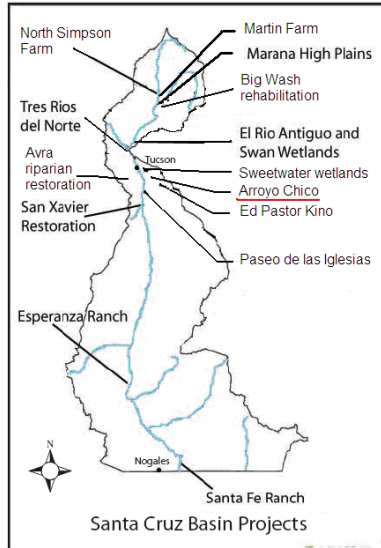 North Simpson
Farm
Martin Farm
Marana High Plains
Big Wash
rehabilitation
Tres Rios
del Norte
El Rio Antiguo and
Swan Wetlands
Avra
riparian
restoration
Tucson
Sweetwater wetlands
Arroyo Chico
Ed Pastor Kino
San Xavier
Restoration
Paseo de las Iglesias
Esperanza Ranch
N
Nogales
Santa Fe Ranch
Santa Cruz Basin Projects